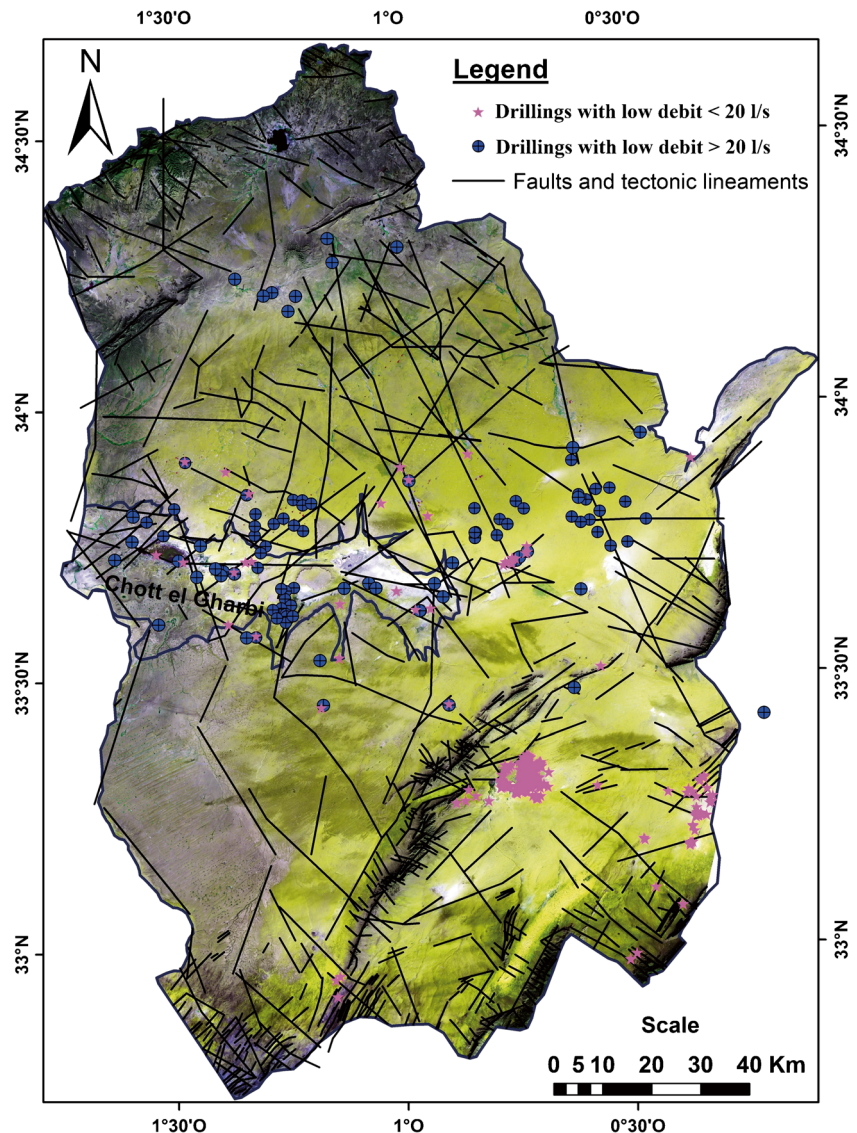 1°30'O 1°O 0°30'O
N
Legend
Drillings with low debit < 20 l/s
Drillings with low debit > 20 l/s
Faults and tectonic lineaments
34°30'N 34°30'N
34°N 34°N
Chott el Gharbi
33°30'N 33°30'N
33°N 33°N
Scale
0 5 10 20 30 40 Km
1°30'O 1°O 0°30'O